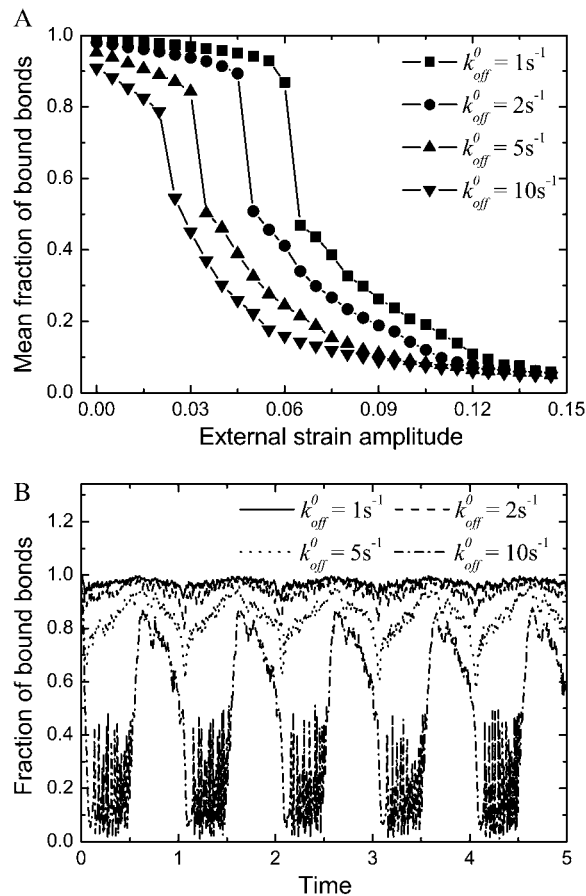 A
1.0
0.8
0.6
0.4
0.2
0.0
Mean fraction of bound bonds
k⁰off = 1s⁻¹
k⁰off = 2s⁻¹
k⁰off = 5s⁻¹
k⁰off = 10s⁻¹
0.00 0.03 0.06 0.09 0.12 0.15
External strain amplitude
B
1.2
1.0
0.8
0.6
0.4
0.2
0.0
Fraction of bound bonds
k⁰off = 1s⁻¹ k⁰off = 2s⁻¹
k⁰off = 5s⁻¹ k⁰off = 10s⁻¹
0 1 2 3 4 5
Time